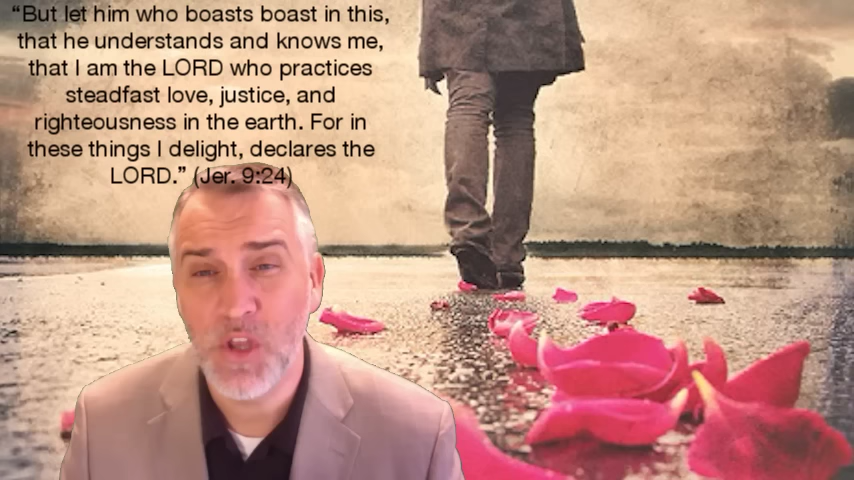 “But let him who boasts boast in this,
that he understands and knows me,
that I am the LORD who practices
steadfast love, justice, and
righteousness in the earth. For in
these things I delight, declares the
LORD.” (Jer. 9:24)